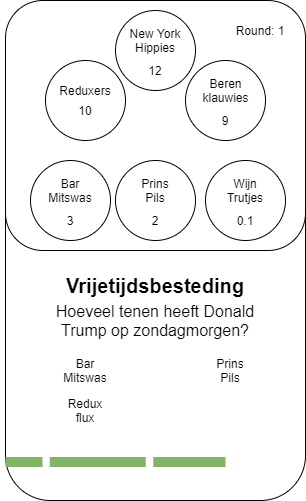 Round: 1
New York
Hippies
12
Reduxers
10
Beren
klauwies
9
Bar
Mitswas
3
Prins
Pils
2
Wijn
Trutjes
0.1
Vrijetijdsbesteding
Hoeveel tenen heeft Donald
Trump op zondagmorgen?
Bar
Mitswas
Prins
Pils
Redux
flux